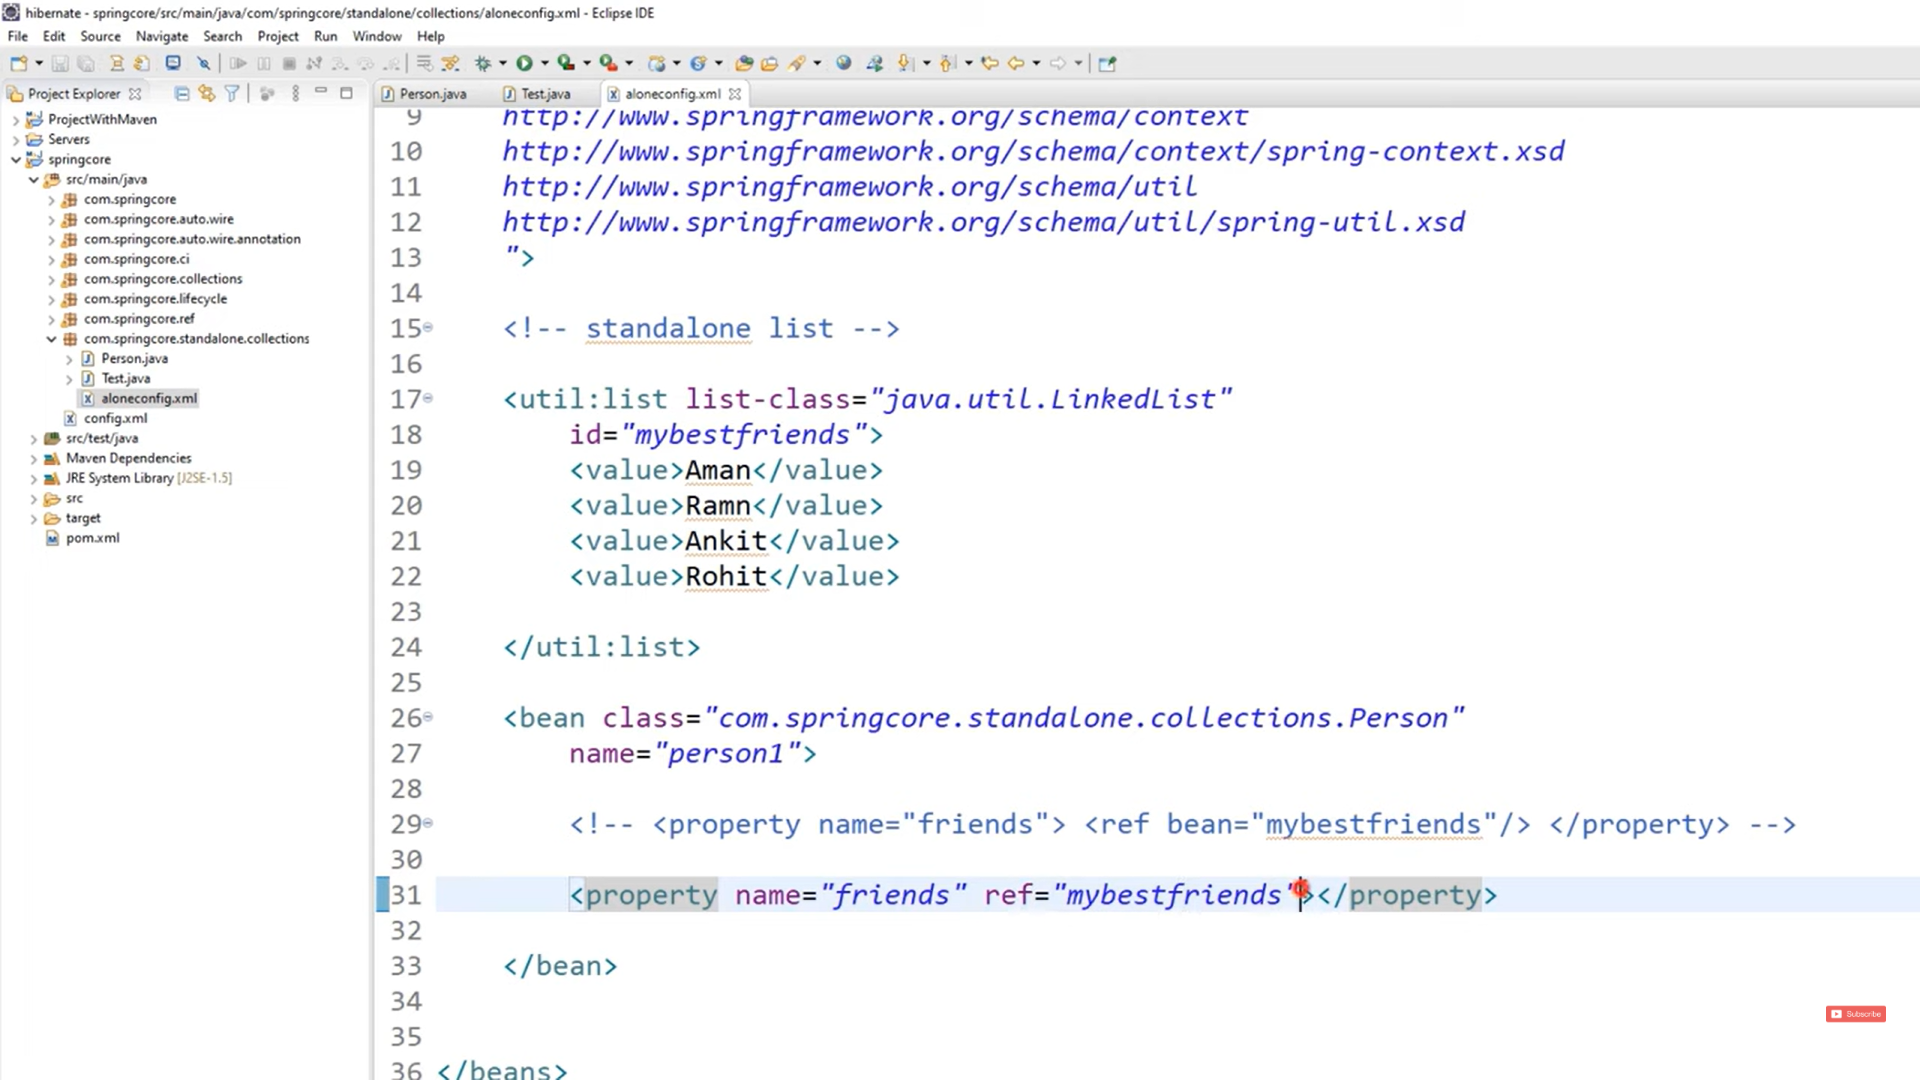 hibernate - springcore/src/main/java/com/springcore/standalone/collections/aloneconfig.xml - Eclipse IDE
File Edit Source Navigate Search Project Run Window Help
Project Explorer
Person.java Test.java aloneconfig.xml
ProjectWithMaven
Servers
springcore
src/main/java
com.springcore
com.springcore.auto.wire
com.springcore.auto.wire.annotation
com.springcore.ci
com.springcore.collections
com.springcore.lifecycle
com.springcore.ref
com.springcore.standalone.collections
Person.java
Test.java
aloneconfig.xml
config.xml
src/test/java
Maven Dependencies
JRE System Library [J2SE-1.5]
src
target
pom.xml
9 http://www.springframework.org/schema/context
10 http://www.springframework.org/schema/context/spring-context.xsd
11 http://www.springframework.org/schema/util
12 http://www.springframework.org/schema/util/spring-util.xsd
13 ">
14
15 <!-- standalone list -->
16
17 <util:list list-class="java.util.LinkedList"
18 id="mybestfriends">
19 <value>Aman</value>
20 <value>Ramn</value>
21 <value>Ankit</value>
22 <value>Rohit</value>
23
24 </util:list>
25
26 <bean class="com.springcore.standalone.collections.Person"
27 name="person1">
28
29 <!-- <property name="friends"> <ref bean="mybestfriends"/> </property> -->
30
31 <property name="friends" ref="mybestfriends"></property>
32
33 </bean>
34
35
36 </beans>
Subscribe